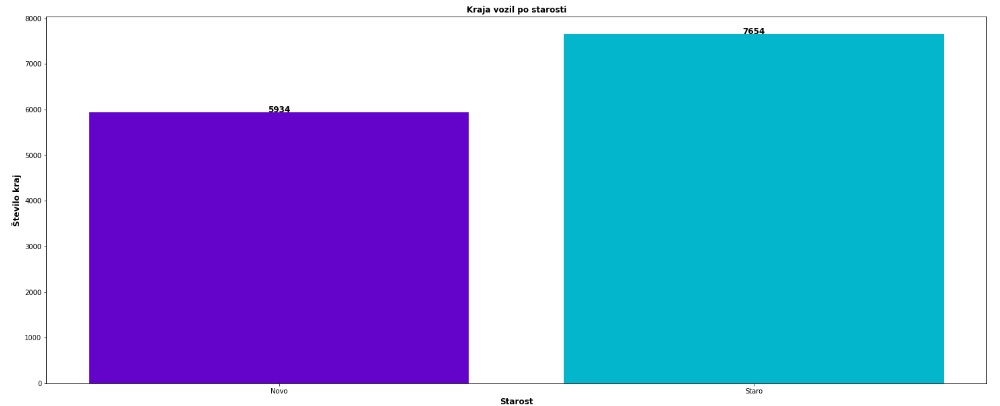 Kraja vozil po starosti
8000
7000
6000
5000
4000
3000
2000
1000
0
Število kraj
5934
7654
Novo
Staro
Starost